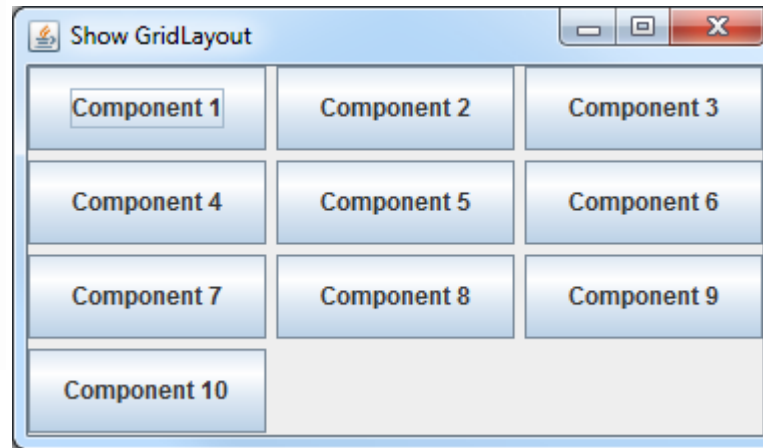 Show GridLayout
Component 1 Component 2 Component 3
Component 4 Component 5 Component 6
Component 7 Component 8 Component 9
Component 10